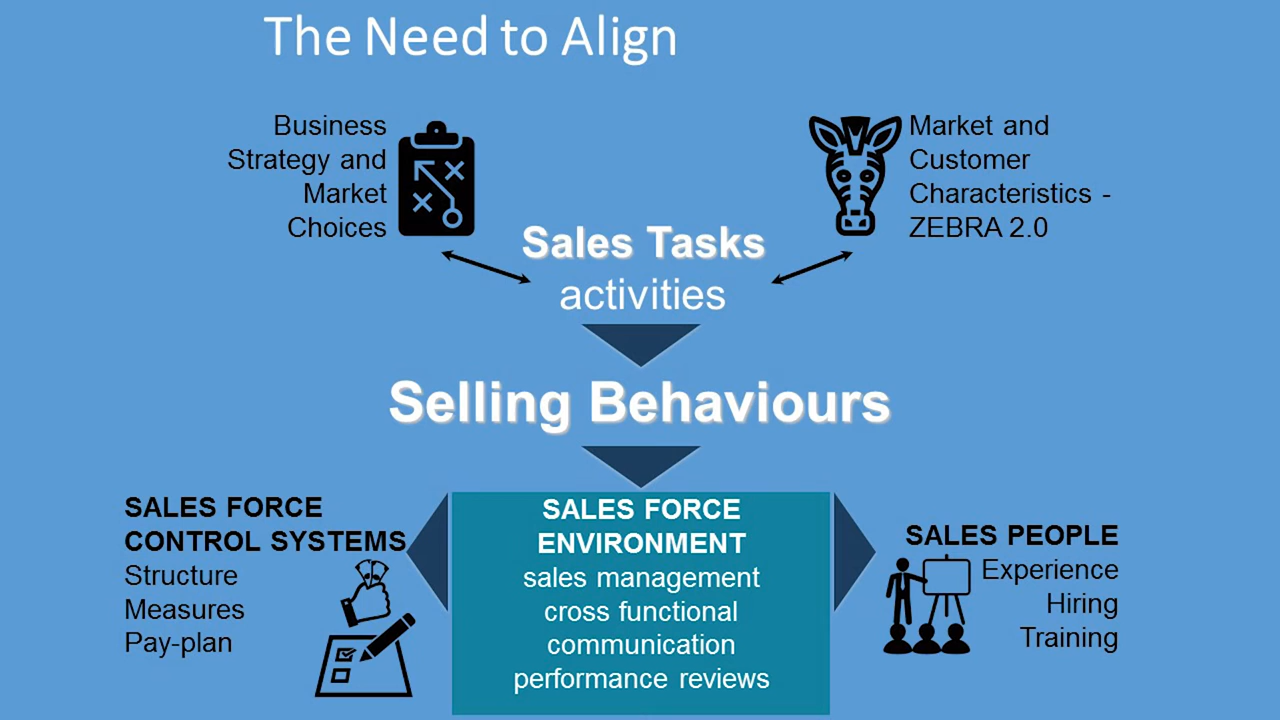 The Need to Align
Business
Strategy and
Market
Choices
Market and
Customer
Characteristics -
ZEBRA 2.0
Sales Tasks
activities
Selling Behaviours
SALES FORCE
CONTROL SYSTEMS
Structure
Measures
Pay-plan
SALES FORCE
ENVIRONMENT
sales management
cross functional
communication
performance reviews
SALES PEOPLE
Experience
Hiring
Training